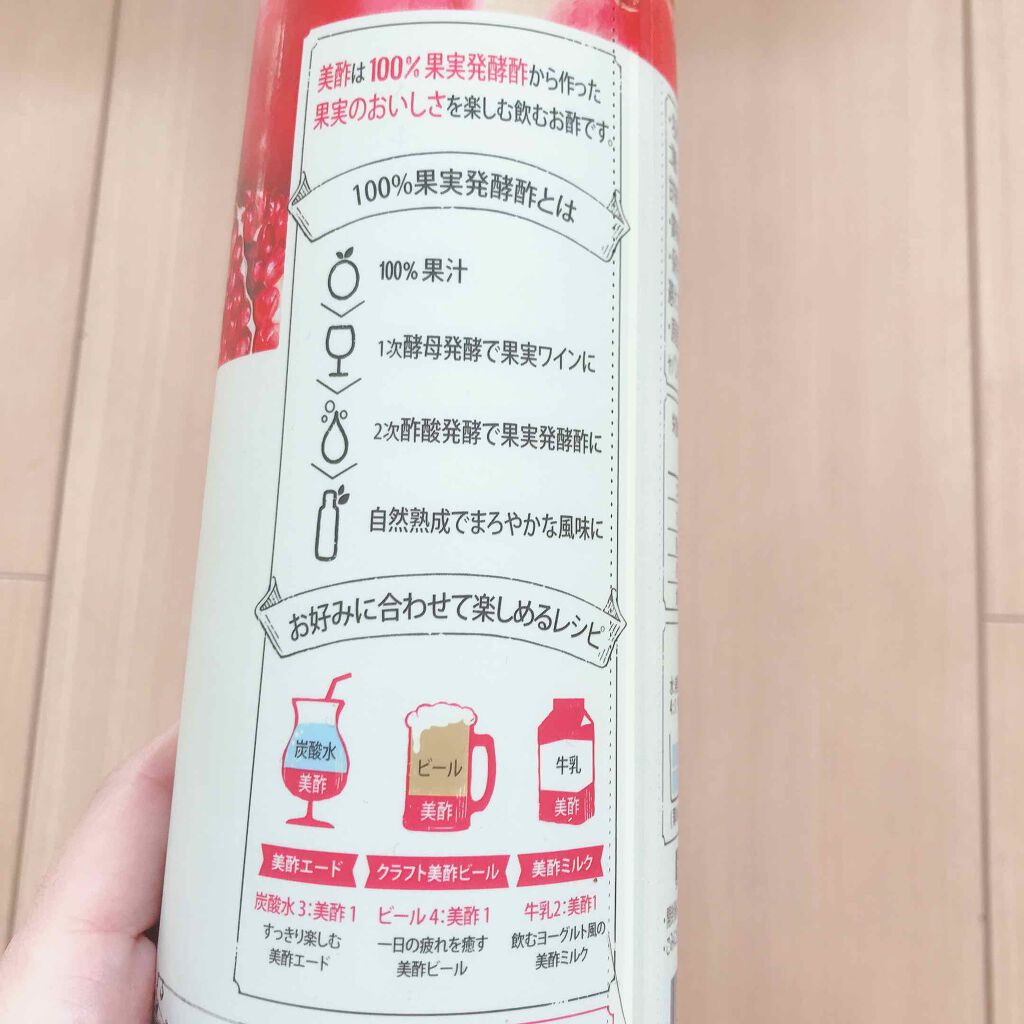 美酢は100%果実発酵酢から作った
果実のおいしさを楽しむ飲むお酢です。
100%果実発酵酢とは
100%果汁
1次酵母発酵で果実ワインに
2次酢酸発酵で果実発酵酢に
自然熟成でまろやかな風味に
お好みに合わせて楽しめるレシピ
炭酸水
美酢
ビール
美酢
牛乳
美酢
美酢エード
クラフト美酢ビール
美酢ミルク
炭酸水3:美酢1
すっきり楽しむ
美酢エード
ビール4:美酢1
一日の疲れを癒す
美酢ビール
牛乳2:美酢1
飲むヨーグルト風の
美酢ミルク